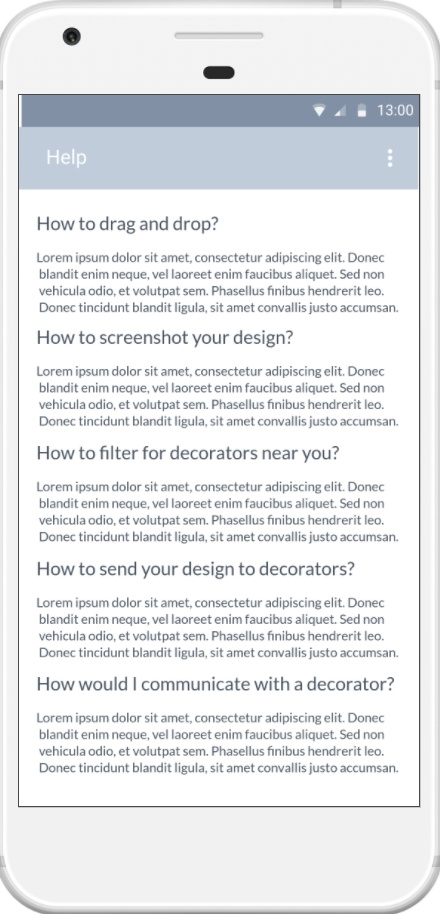 13:00
Help
How to drag and drop?
Lorem ipsum dolor sit amet, consectetur adipiscing elit. Donec
blandit enim neque, vel laoreet enim faucibus aliquet. Sed non
vehicula odio, et volutpat sem. Phasellus finibus hendrerit leo.
Donec tincidunt blandit ligula, sit amet convallis justo accumsan.
How to screenshot your design?
Lorem ipsum dolor sit amet, consectetur adipiscing elit. Donec
blandit enim neque, vel laoreet enim faucibus aliquet. Sed non
vehicula odio, et volutpat sem. Phasellus finibus hendrerit leo.
Donec tincidunt blandit ligula, sit amet convallis justo accumsan.
How to filter for decorators near you?
Lorem ipsum dolor sit amet, consectetur adipiscing elit. Donec
blandit enim neque, vel laoreet enim faucibus aliquet. Sed non
vehicula odio, et volutpat sem. Phasellus finibus hendrerit leo.
Donec tincidunt blandit ligula, sit amet convallis justo accumsan.
How to send your design to decorators?
Lorem ipsum dolor sit amet, consectetur adipiscing elit. Donec
blandit enim neque, vel laoreet enim faucibus aliquet. Sed non
vehicula odio, et volutpat sem. Phasellus finibus hendrerit leo.
Donec tincidunt blandit ligula, sit amet convallis justo accumsan.
How would I communicate with a decorator?
Lorem ipsum dolor sit amet, consectetur adipiscing elit. Donec
blandit enim neque, vel laoreet enim faucibus aliquet. Sed non
vehicula odio, et volutpat sem. Phasellus finibus hendrerit leo.
Donec tincidunt blandit ligula, sit amet convallis justo accumsan.